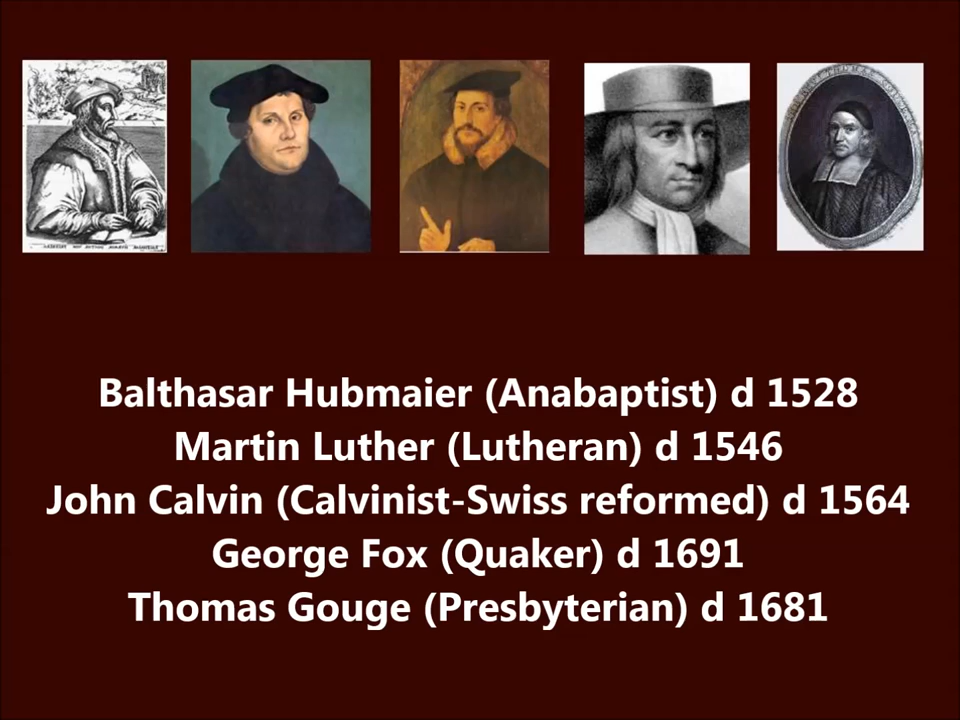 Balthasar Hubmaier (Anabaptist) d 1528
Martin Luther (Lutheran) d 1546
John Calvin (Calvinist-Swiss reformed) d 1564
George Fox (Quaker) d 1691
Thomas Gouge (Presbyterian) d 1681